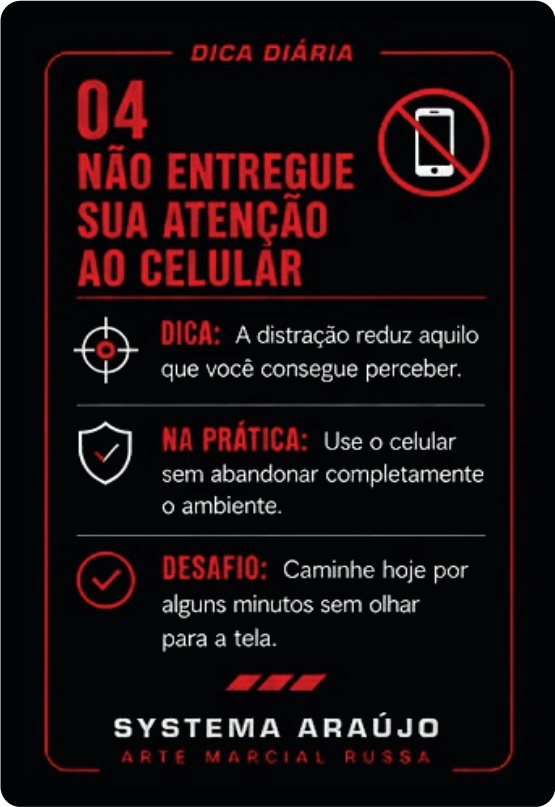 DICA DIÁRIA
04
NÃO ENTREGUE
SUA ATENÇÃO
AO CELULAR
DICA: A distração reduz aquilo
que você consegue perceber.
NA PRÁTICA: Use o celular
sem abandonar completamente
o ambiente.
DESAFIO: Caminhe hoje por
alguns minutos sem olhar
para a tela.
SYSTEMA ARAÚJO
ARTE MARCIAL RUSSA